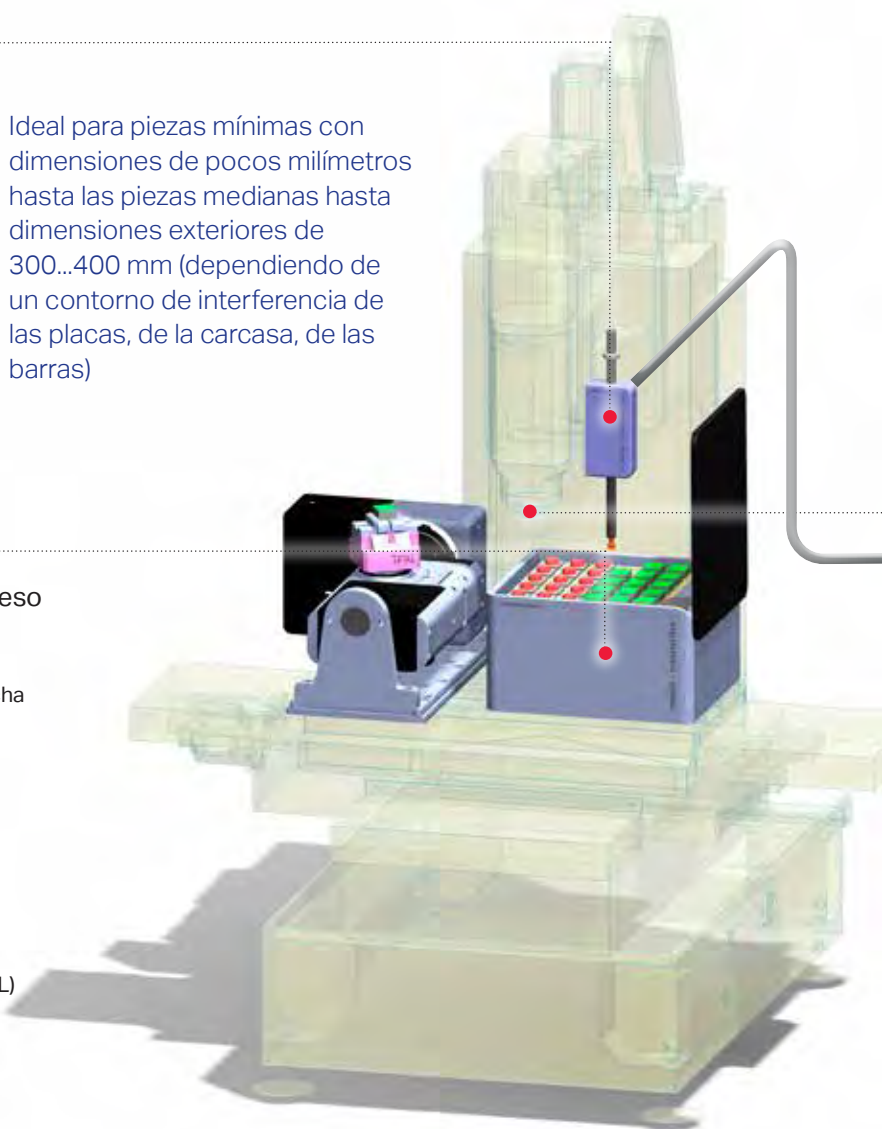 Ideal para piezas mínimas con
dimensiones de pocos milímetros
hasta las piezas medianas hasta
dimensiones exteriores de
300...400 mm (dependiendo de
un contorno de interferencia de
las placas, de la carcasa, de las
barras)
eso
ha
L)